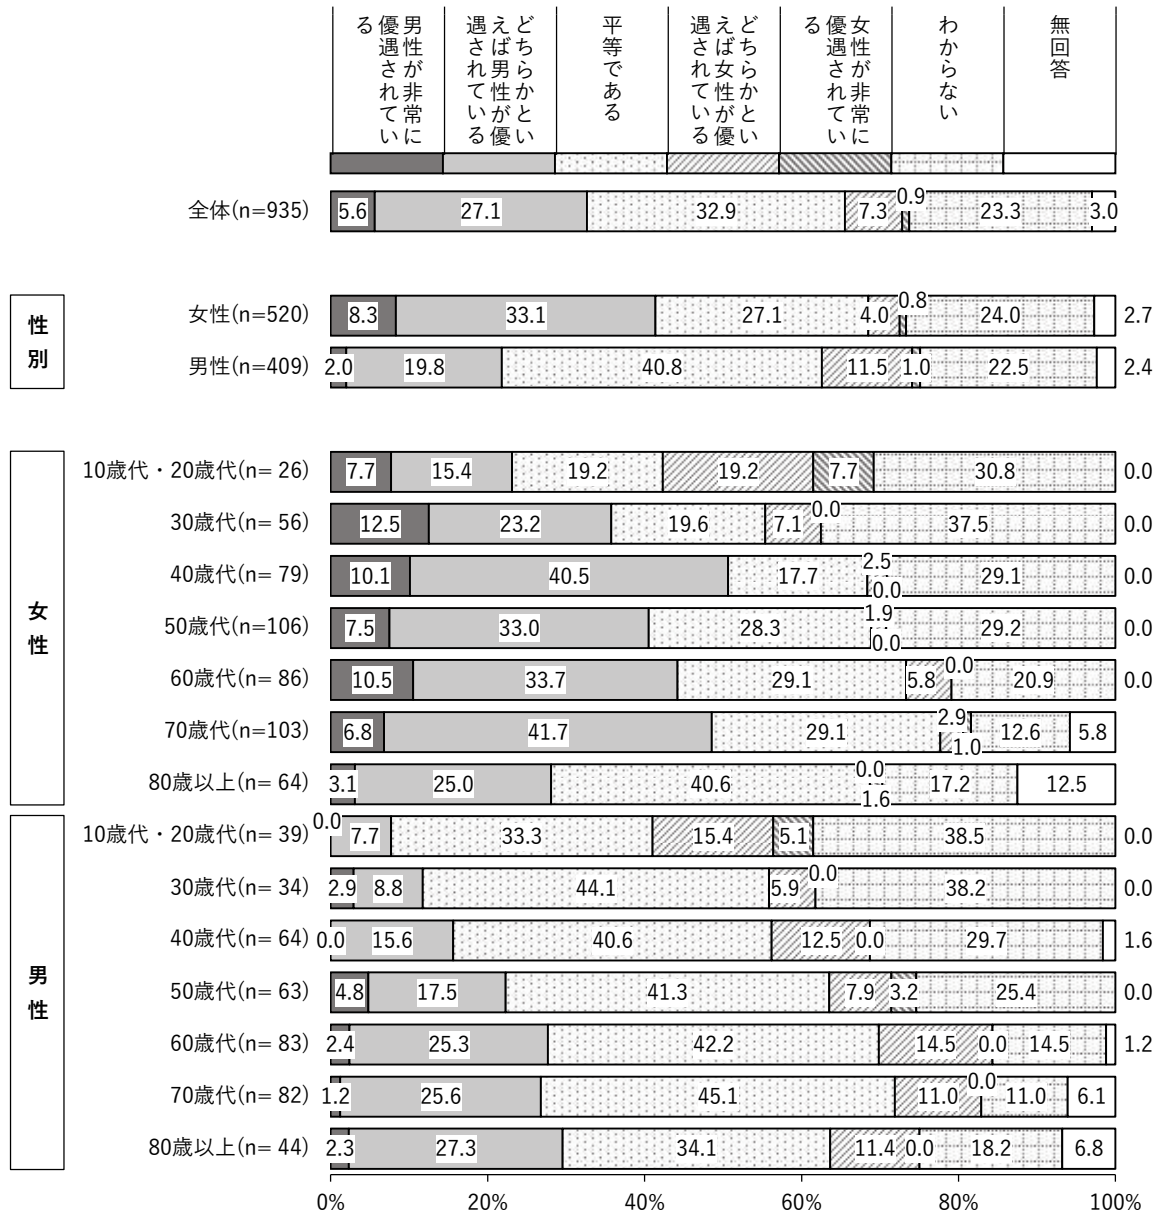 男性が非常に
優遇されてい
る
どちらかとい
えば男性が優
遇されている
平等である
どちらかとい
えば女性が優
遇されている
女性が非常に
優遇されてい
る
わからない
無回答
全体(n=935) 5.6 27.1 32.9 7.3 0.9 23.3 3.0
性別
女性(n=520) 8.3 33.1 27.1 4.0 0.8 24.0 2.7
男性(n=409) 2.0 19.8 40.8 11.5 1.0 22.5 2.4
女性
10歳代・20歳代(n= 26) 7.7 15.4 19.2 19.2 7.7 30.8 0.0
30歳代(n= 56) 12.5 23.2 19.6 7.1 0.0 37.5 0.0
40歳代(n= 79) 10.1 40.5 17.7 2.5 0.0 29.1 0.0
50歳代(n=106) 7.5 33.0 28.3 1.9 0.0 29.2 0.0
60歳代(n= 86) 10.5 33.7 29.1 5.8 0.0 20.9 0.0
70歳代(n=103) 6.8 41.7 29.1 2.9 1.0 12.6 5.8
80歳以上(n= 64) 3.1 25.0 40.6 0.0 1.6 17.2 12.5
男性
10歳代・20歳代(n= 39) 0.0 7.7 33.3 15.4 5.1 38.5 0.0
30歳代(n= 34) 2.9 8.8 44.1 5.9 0.0 38.2 0.0
40歳代(n= 64) 0.0 15.6 40.6 12.5 0.0 29.7 1.6
50歳代(n= 63) 4.8 17.5 41.3 7.9 3.2 25.4 0.0
60歳代(n= 83) 2.4 25.3 42.2 14.5 0.0 14.5 1.2
70歳代(n= 82) 1.2 25.6 45.1 11.0 0.0 11.0 6.1
80歳以上(n= 44) 2.3 27.3 34.1 11.4 0.0 18.2 6.8
0% 20% 40% 60% 80% 100%